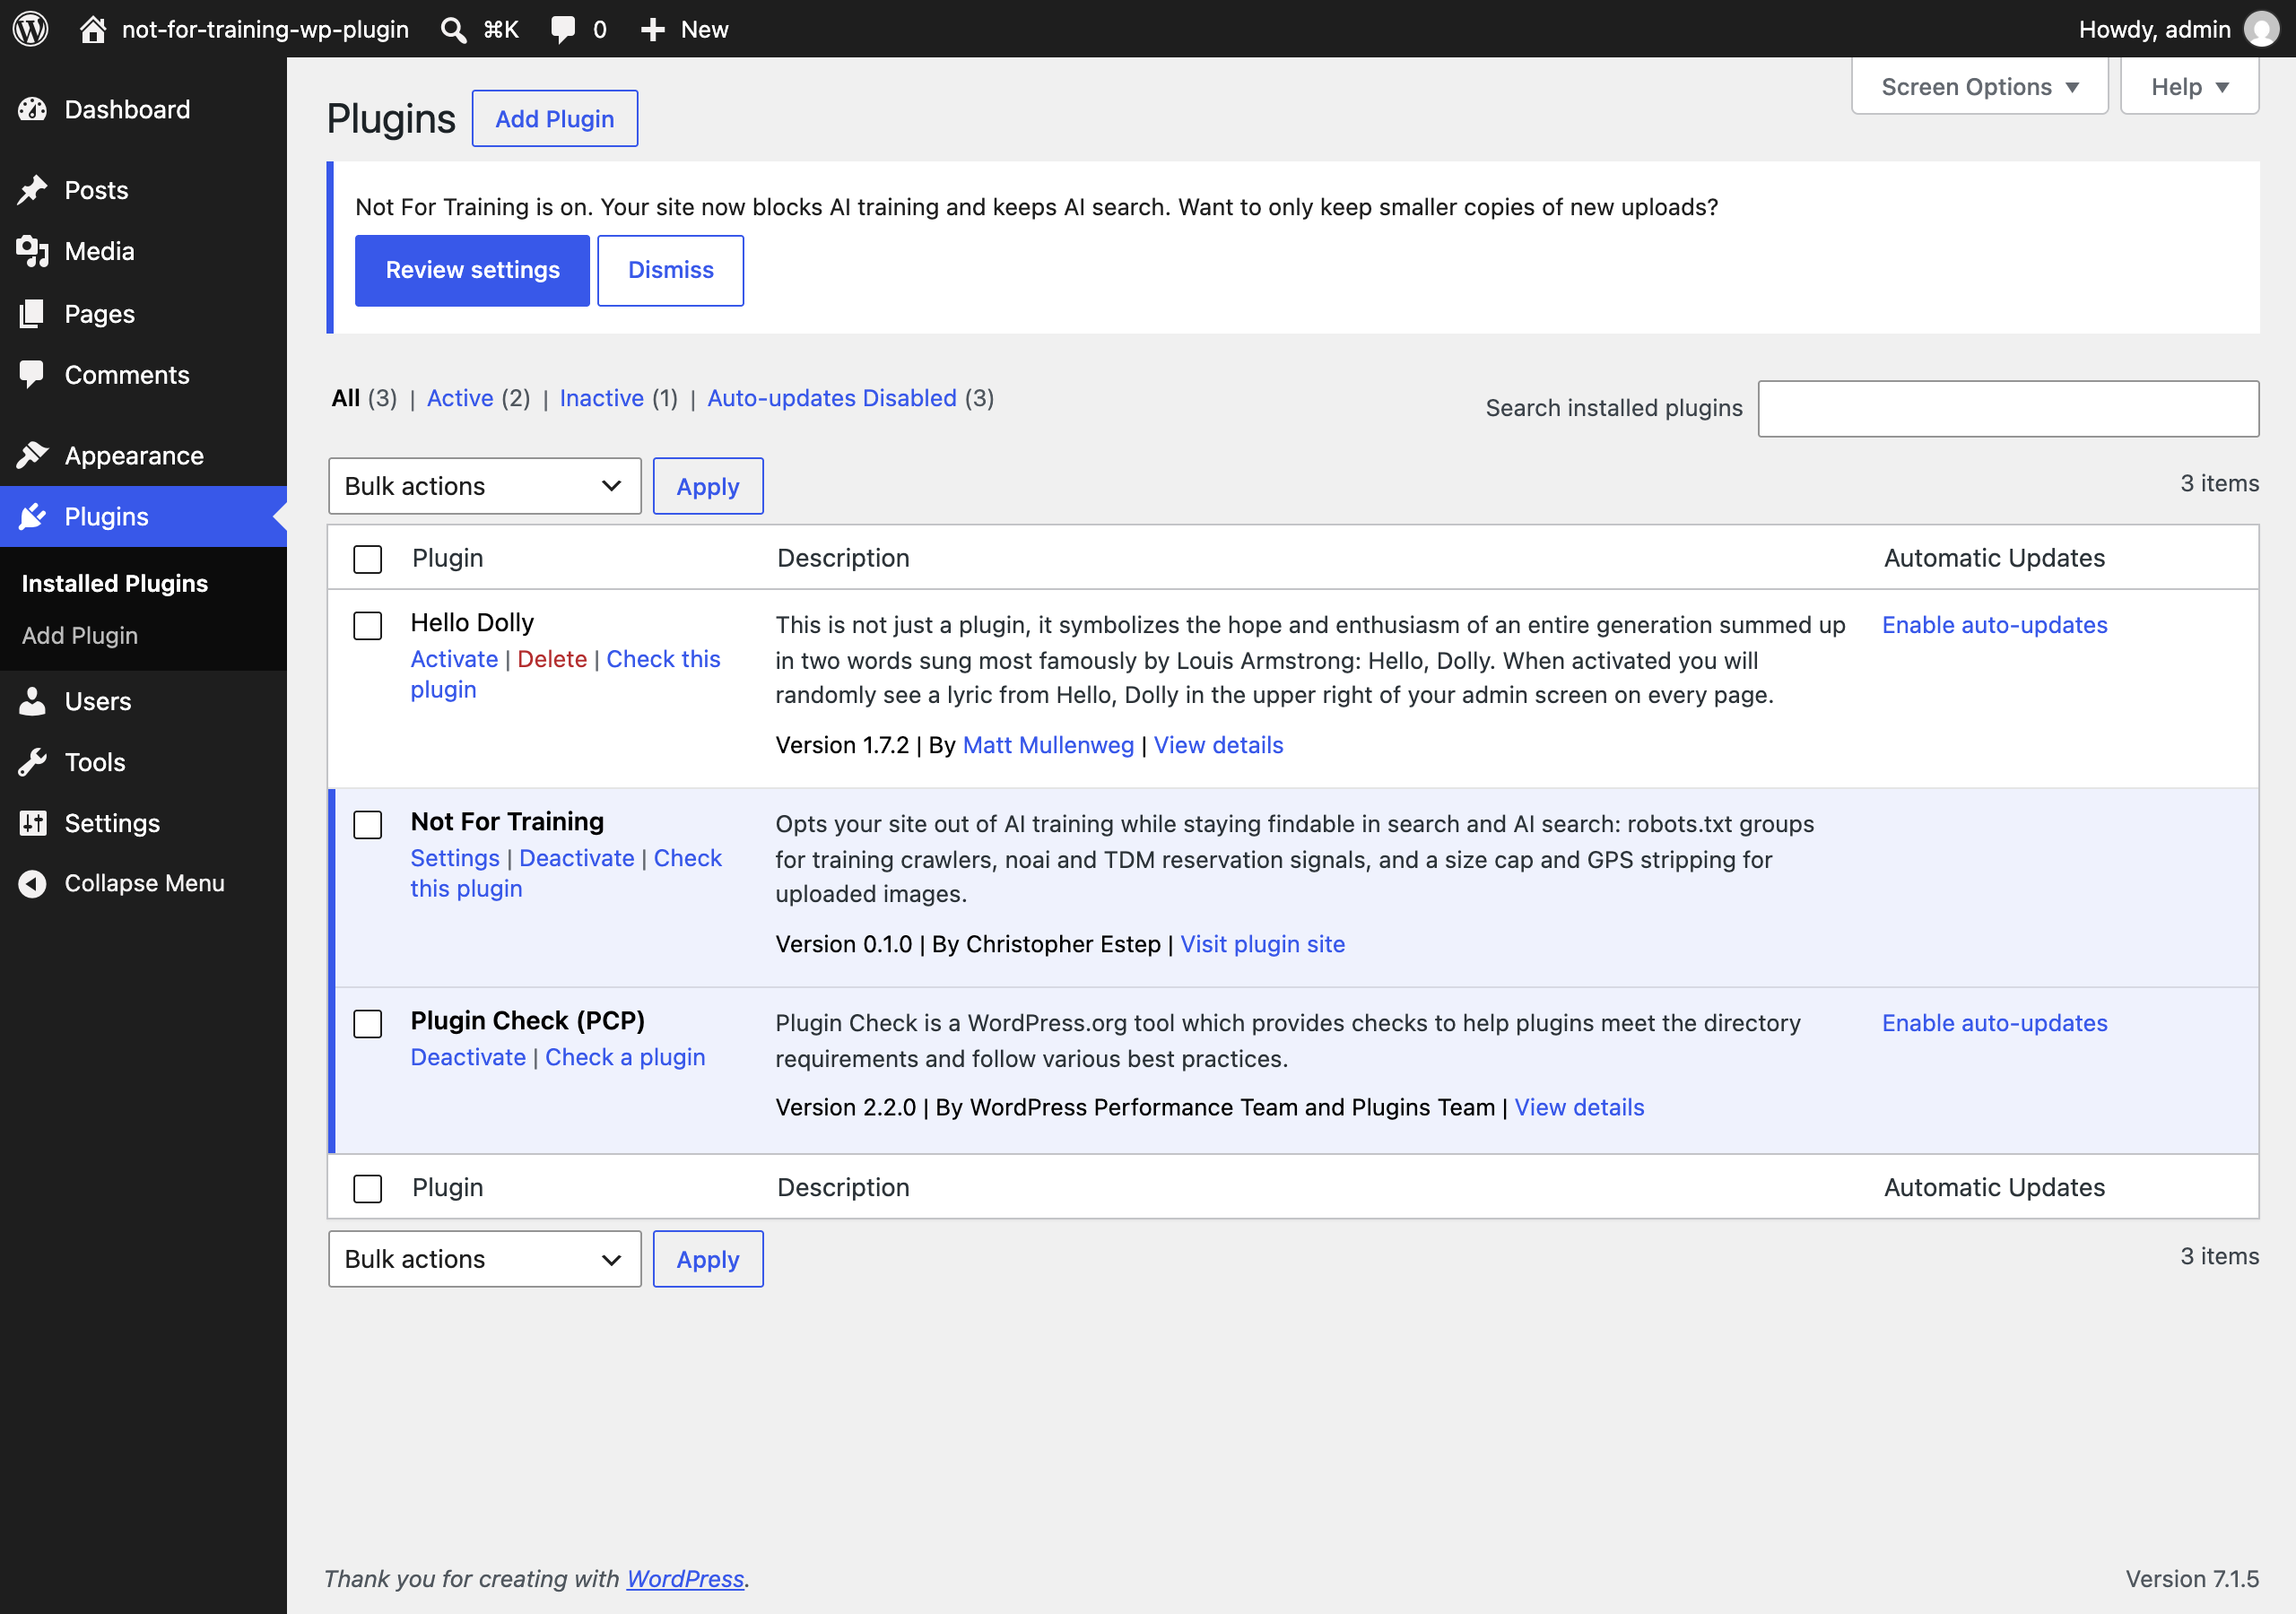 not-for-training-wp-plugin ⌘K 0 New Howdy, admin
Dashboard
Posts
Media
Pages
Comments
Appearance
Plugins
Installed Plugins
Add Plugin
Users
Tools
Settings
Collapse Menu
Screen Options ▼ Help ▼
Plugins Add Plugin
Not For Training is on. Your site now blocks AI training and keeps AI search. Want to only keep smaller copies of new uploads?
Review settings Dismiss
All (3) | Active (2) | Inactive (1) | Auto-updates Disabled (3)
Search installed plugins
Bulk actions Apply
3 items
Plugin Description Automatic Updates
Hello Dolly
Activate | Delete | Check this
plugin
This is not just a plugin, it symbolizes the hope and enthusiasm of an entire generation summed up
in two words sung most famously by Louis Armstrong: Hello, Dolly. When activated you will
randomly see a lyric from Hello, Dolly in the upper right of your admin screen on every page.
Version 1.7.2 | By Matt Mullenweg | View details
Enable auto-updates
Not For Training
Settings | Deactivate | Check
this plugin
Opts your site out of AI training while staying findable in search and AI search: robots.txt groups
for training crawlers, noai and TDM reservation signals, and a size cap and GPS stripping for
uploaded images.
Version 0.1.0 | By Christopher Estep | Visit plugin site
Plugin Check (PCP)
Deactivate | Check a plugin
Plugin Check is a WordPress.org tool which provides checks to help plugins meet the directory
requirements and follow various best practices.
Version 2.2.0 | By WordPress Performance Team and Plugins Team | View details
Enable auto-updates
Plugin Description Automatic Updates
Bulk actions Apply
3 items
Thank you for creating with WordPress.
Version 7.1.5